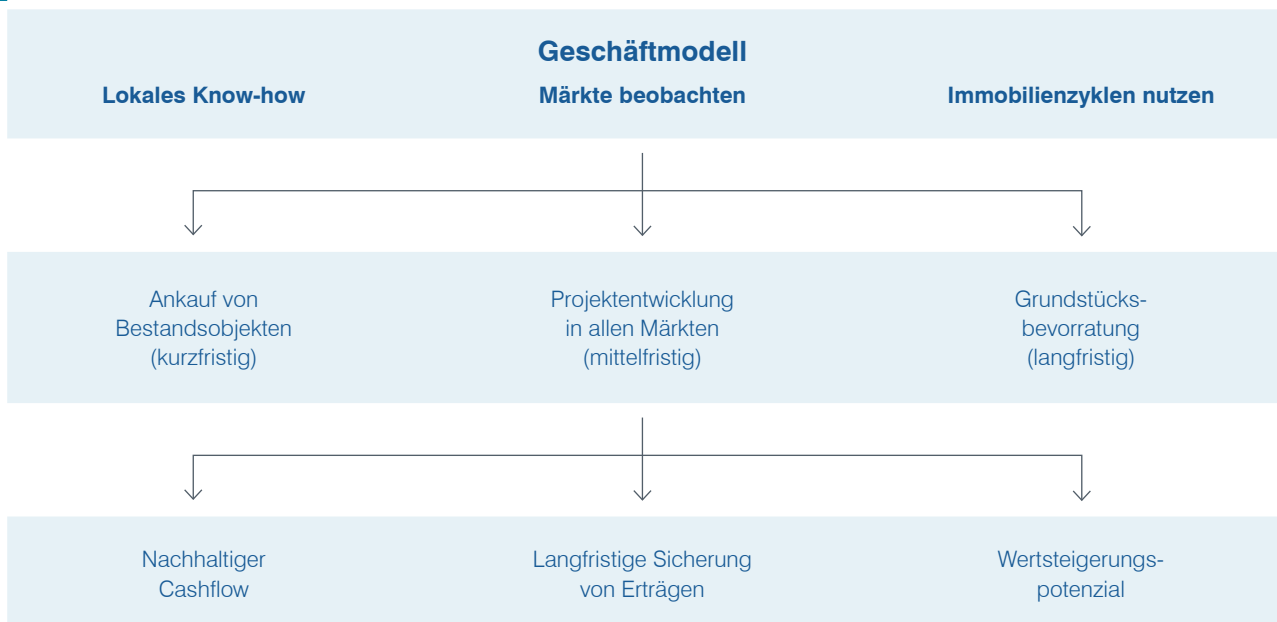 Geschäftmodell
Lokales Know-how
Märkte beobachten
Immobilienzyklen nutzen
Ankauf von
Bestandsobjekten
(kurzfristig)
Projektentwicklung
in allen Märkten
(mittelfristig)
Grundstücks-
bevorratung
(langfristig)
Nachhaltiger
Cashflow
Langfristige Sicherung
von Erträgen
Wertsteigerungs-
potenzial